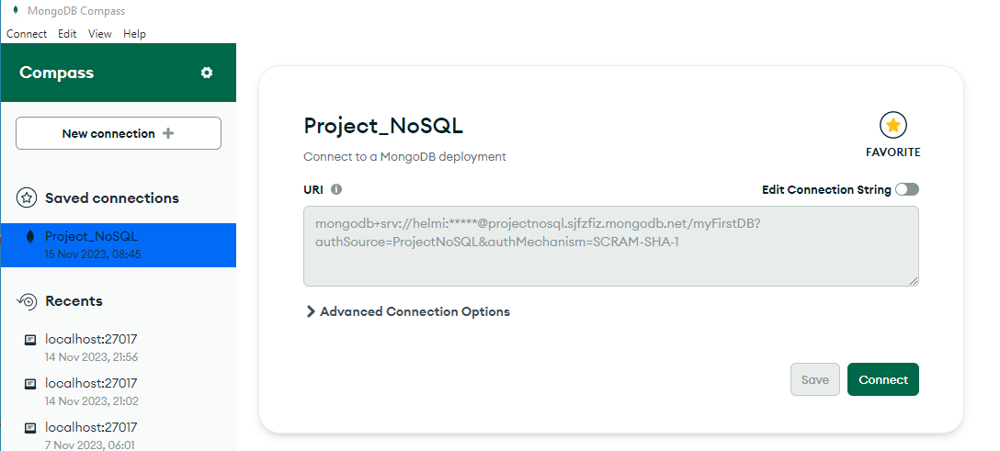 MongoDB Compass
Connect Edit View Help
Compass
New connection
Saved connections
Project_NoSQL
15 Nov 2023, 08:45
Recents
localhost:27017
14 Nov 2023, 21:56
localhost:27017
14 Nov 2023, 21:02
localhost:27017
7 Nov 2023, 06:01
Project_NoSQL
FAVORITE
Connect to a MongoDB deployment
URI
Edit Connection String
mongodb+srv://helmi:*****@projectnosql.sjfzfiz.mongodb.net/myFirstDB?
authSource=ProjectNoSQL&authMechanism=SCRAM-SHA-1
Advanced Connection Options
Save
Connect